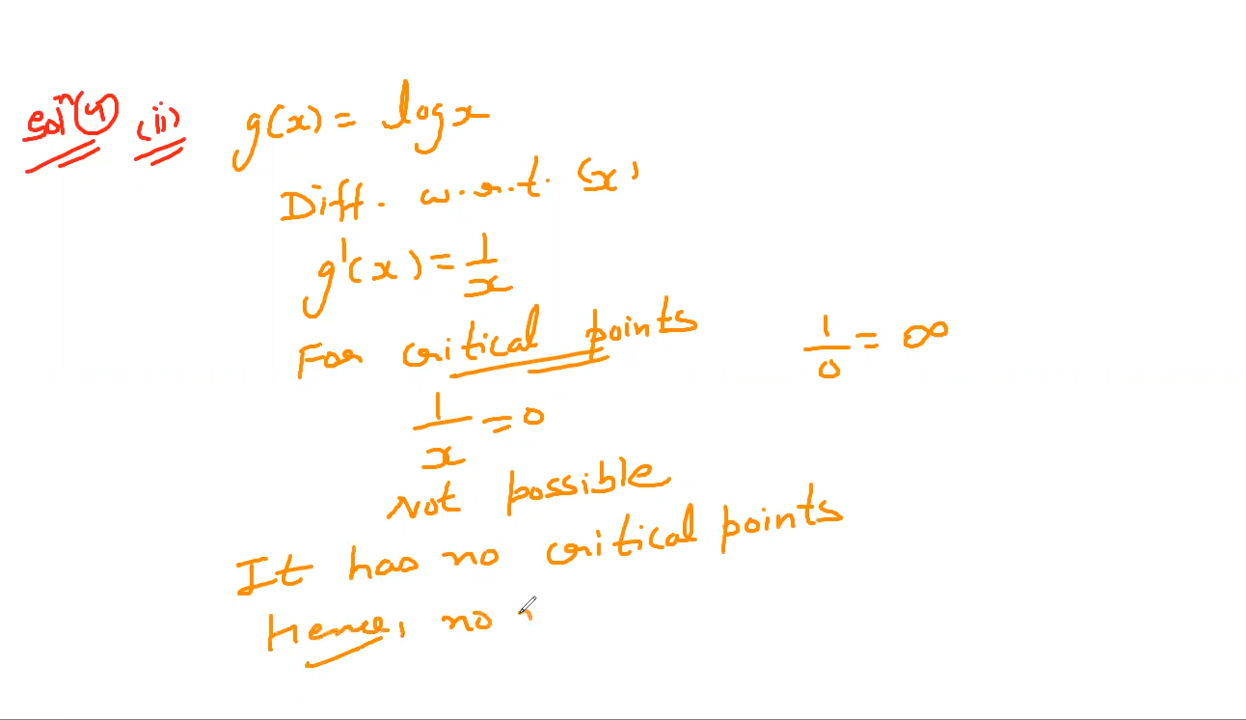 Solⁿ (4) (ii) g(x) = log x
Diff. w.r.t. 'x'
g'(x) = 1/x
For critical points
1/0 = ∞
1/x = 0
Not possible
It has no critical points
Hence, no